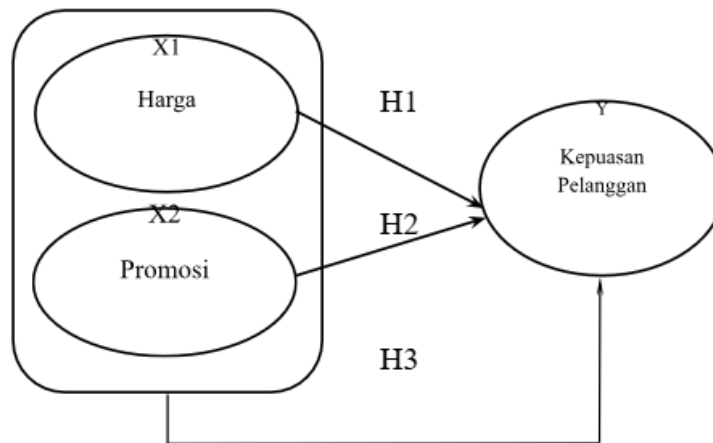 X1
Harga
H1
Y
Kepuasan
Pelanggan
X2
H2
Promosi
H3